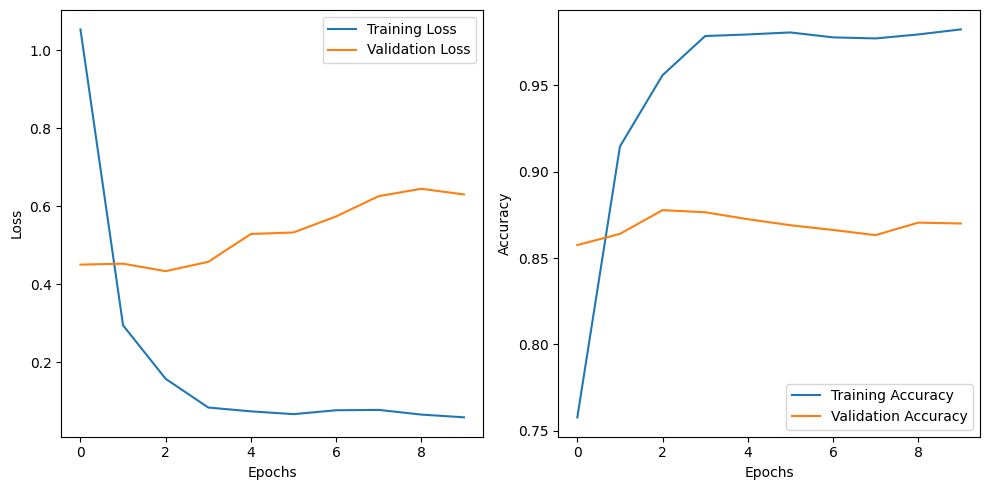 Training Loss
Validation Loss
1.0
0.8
0.6
0.4
0.2
Loss
0 2 4 6 8
Epochs
0.95
0.90
0.85
0.80
0.75
Accuracy
Training Accuracy
Validation Accuracy
0 2 4 6 8
Epochs